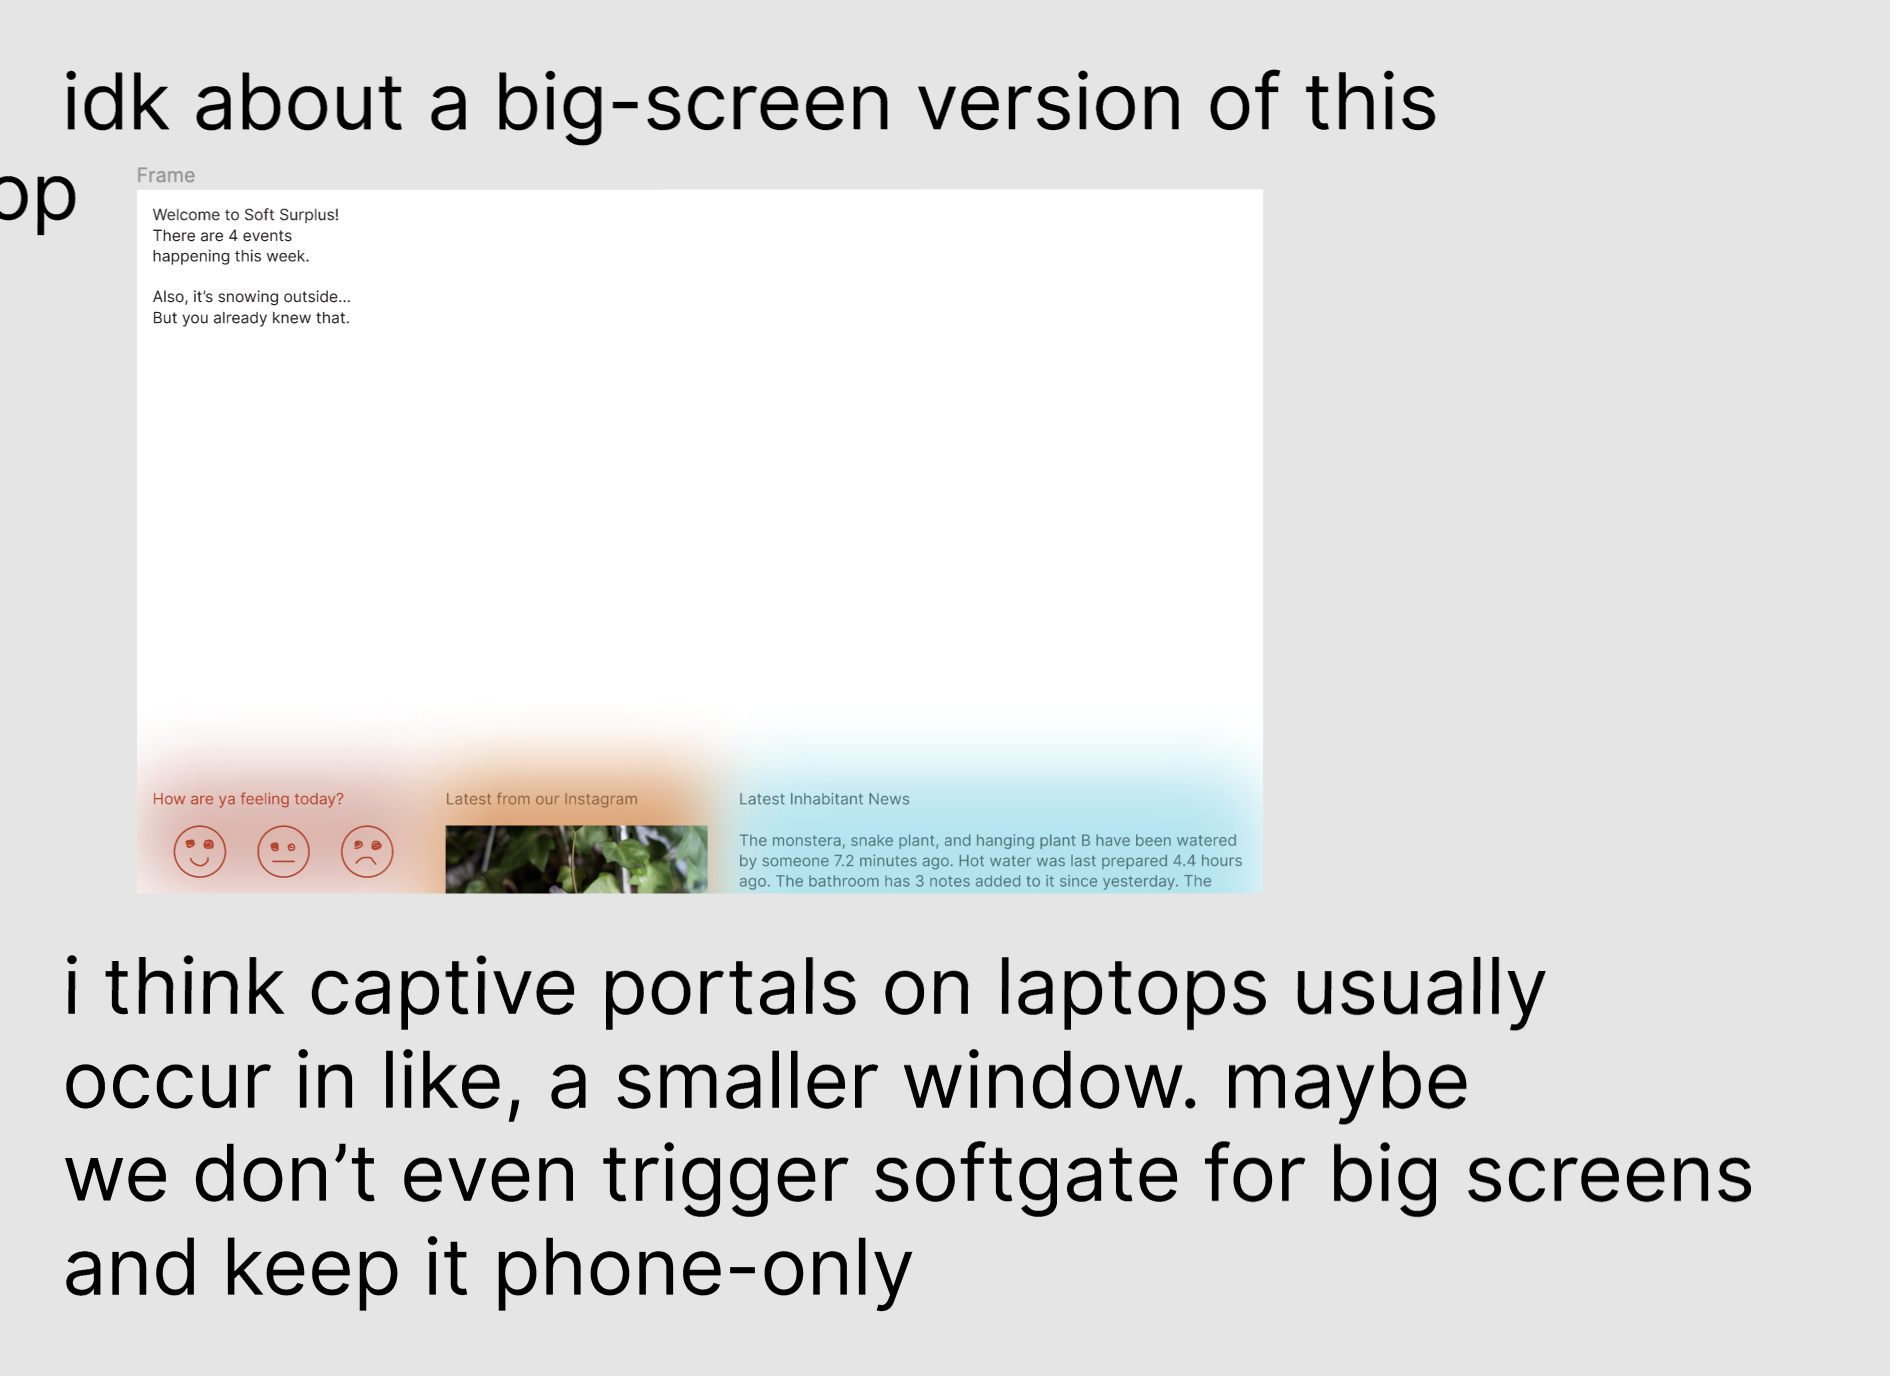 idk about a big-screen version of this
op
Frame
Welcome to Soft Surplus!
There are 4 events
happening this week.
Also, it's snowing outside...
But you already knew that.
How are ya feeling today?
Latest from our Instagram
Latest Inhabitant News
The monstera, snake plant, and hanging plant B have been watered
by someone 7.2 minutes ago. Hot water was last prepared 4.4 hours
ago. The bathroom has 3 notes added to it since yesterday. The
i think captive portals on laptops usually
occur in like, a smaller window. maybe
we don’t even trigger softgate for big screens
and keep it phone-only